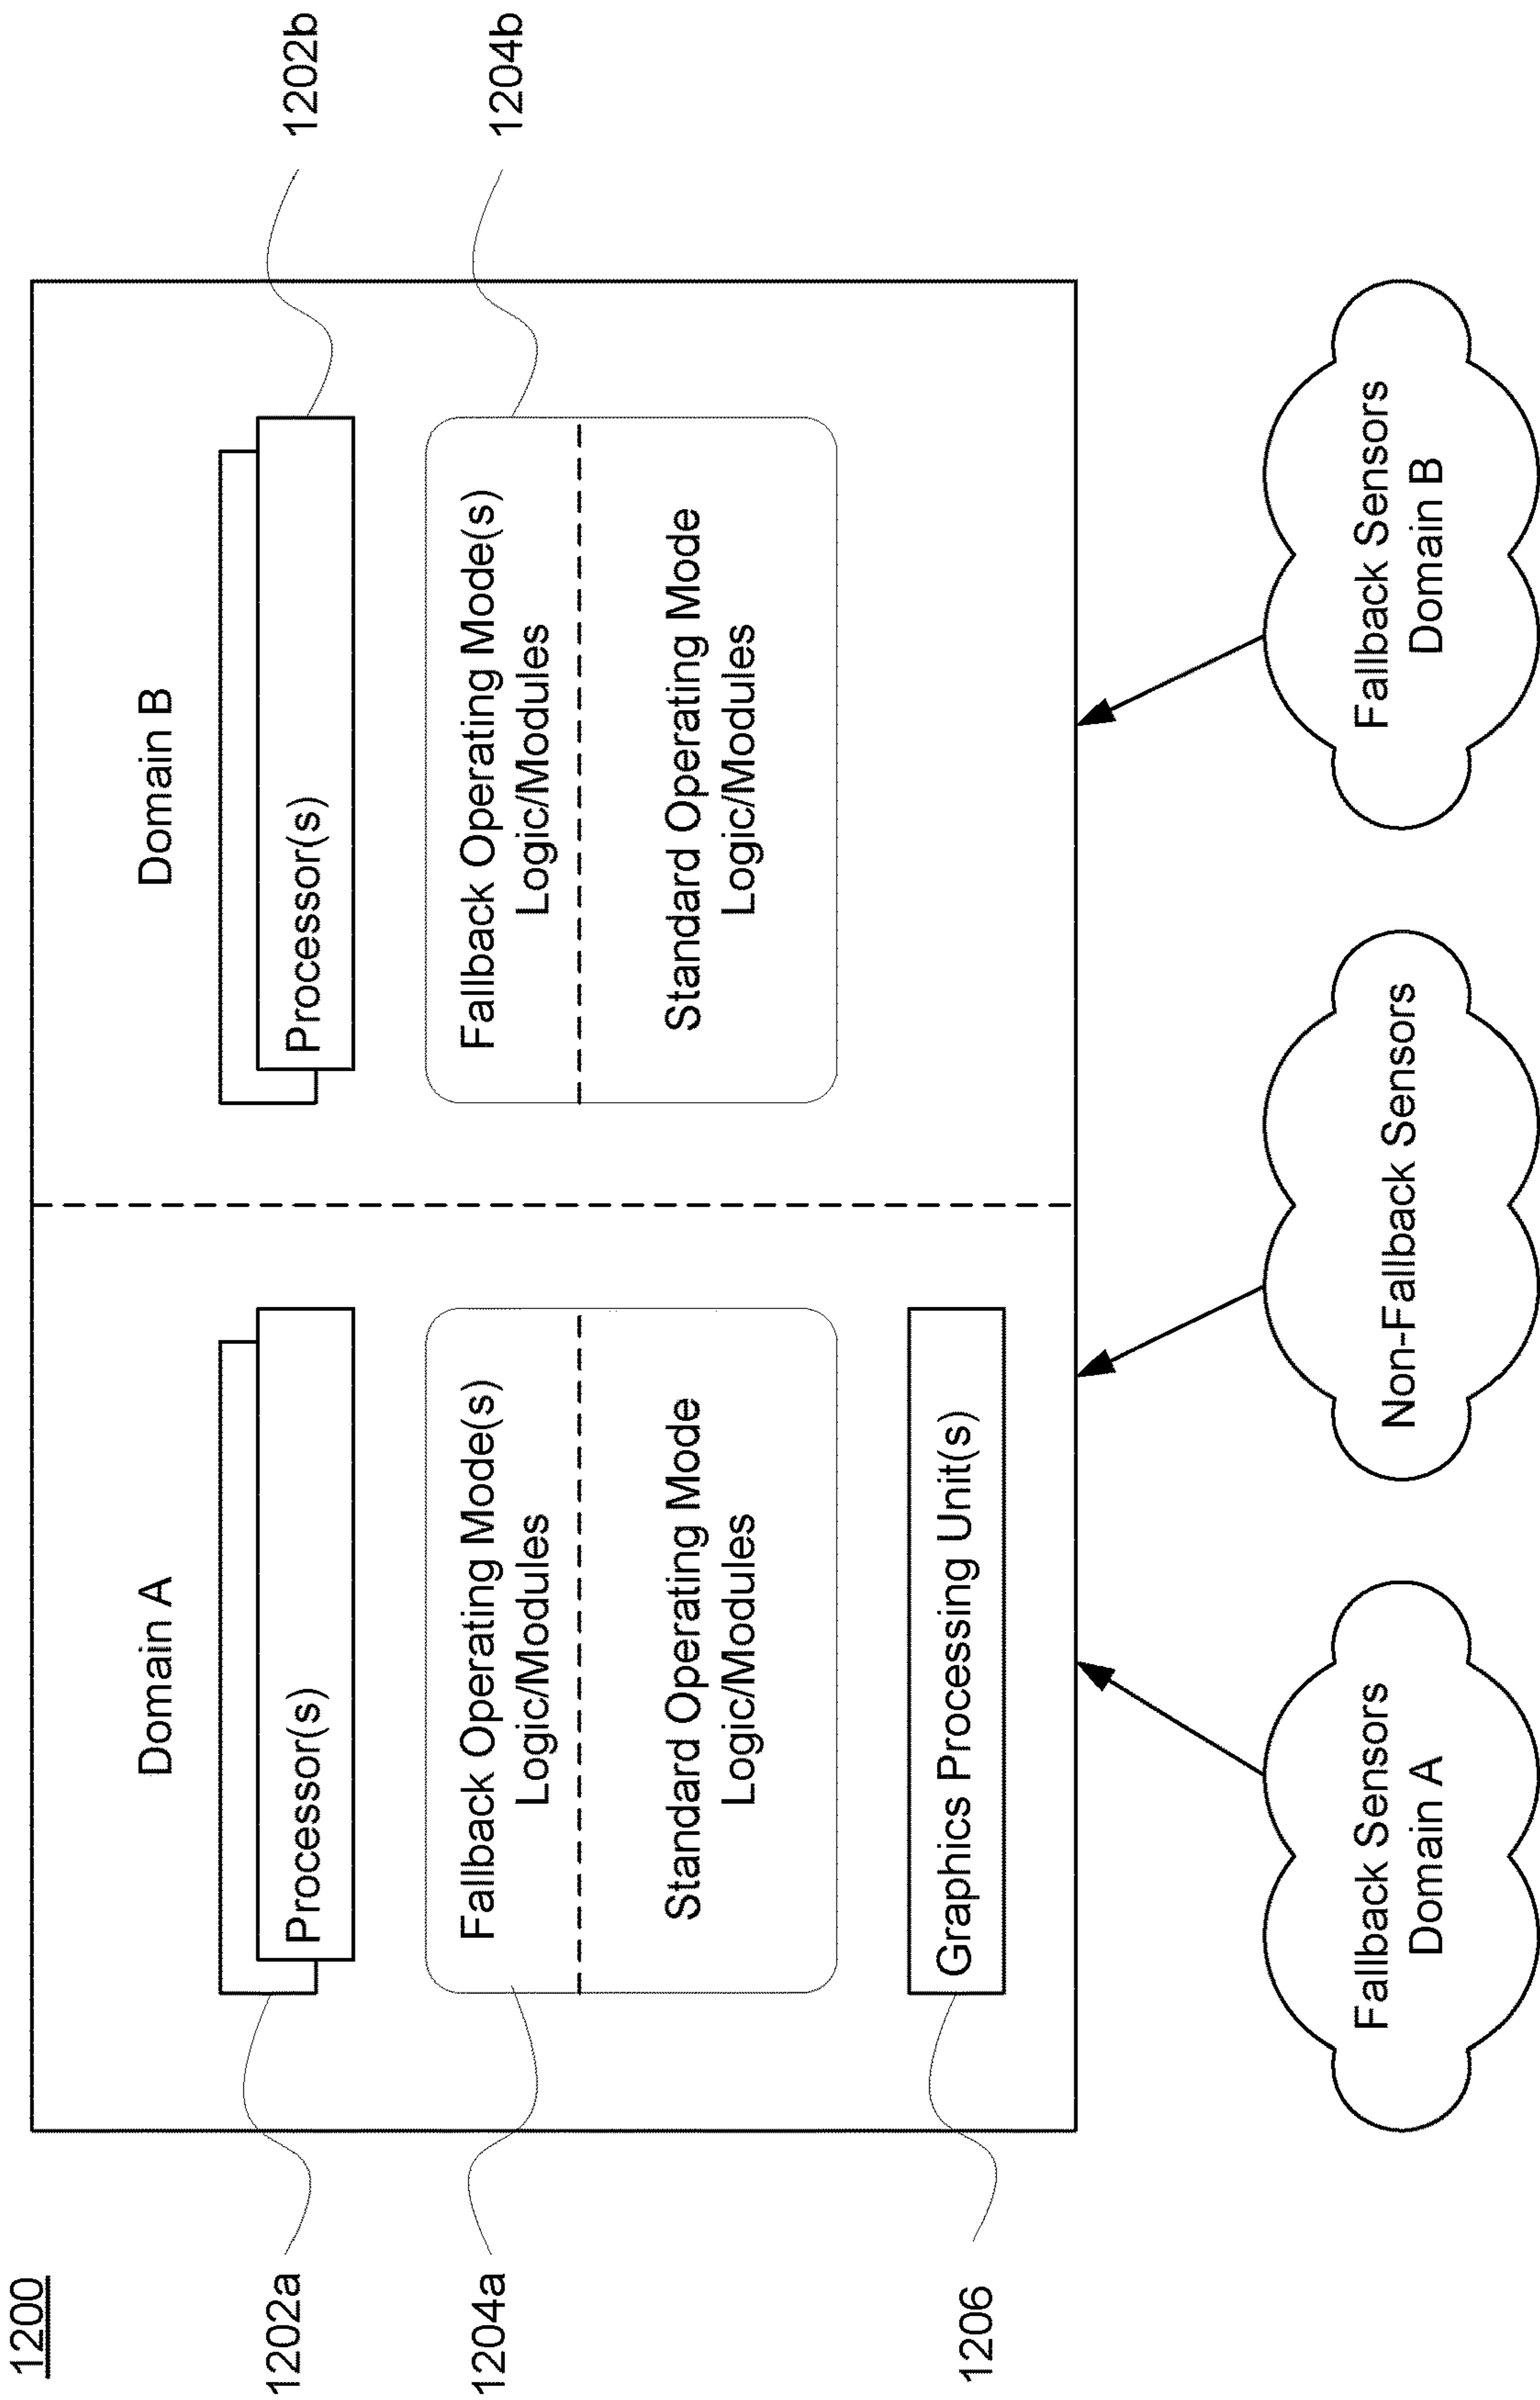 1200
Domain A
Domain B
1202a
Processor(s)
Processor(s)
1202b
1204a
Fallback Operating Mode(s)
Logic/Modules
Standard Operating Mode
Logic/Modules
Fallback Operating Mode(s)
Logic/Modules
Standard Operating Mode
Logic/Modules
1204b
1206
Graphics Processing Unit(s)
Fallback Sensors
Domain A
Non-Fallback Sensors
Fallback Sensors
Domain B